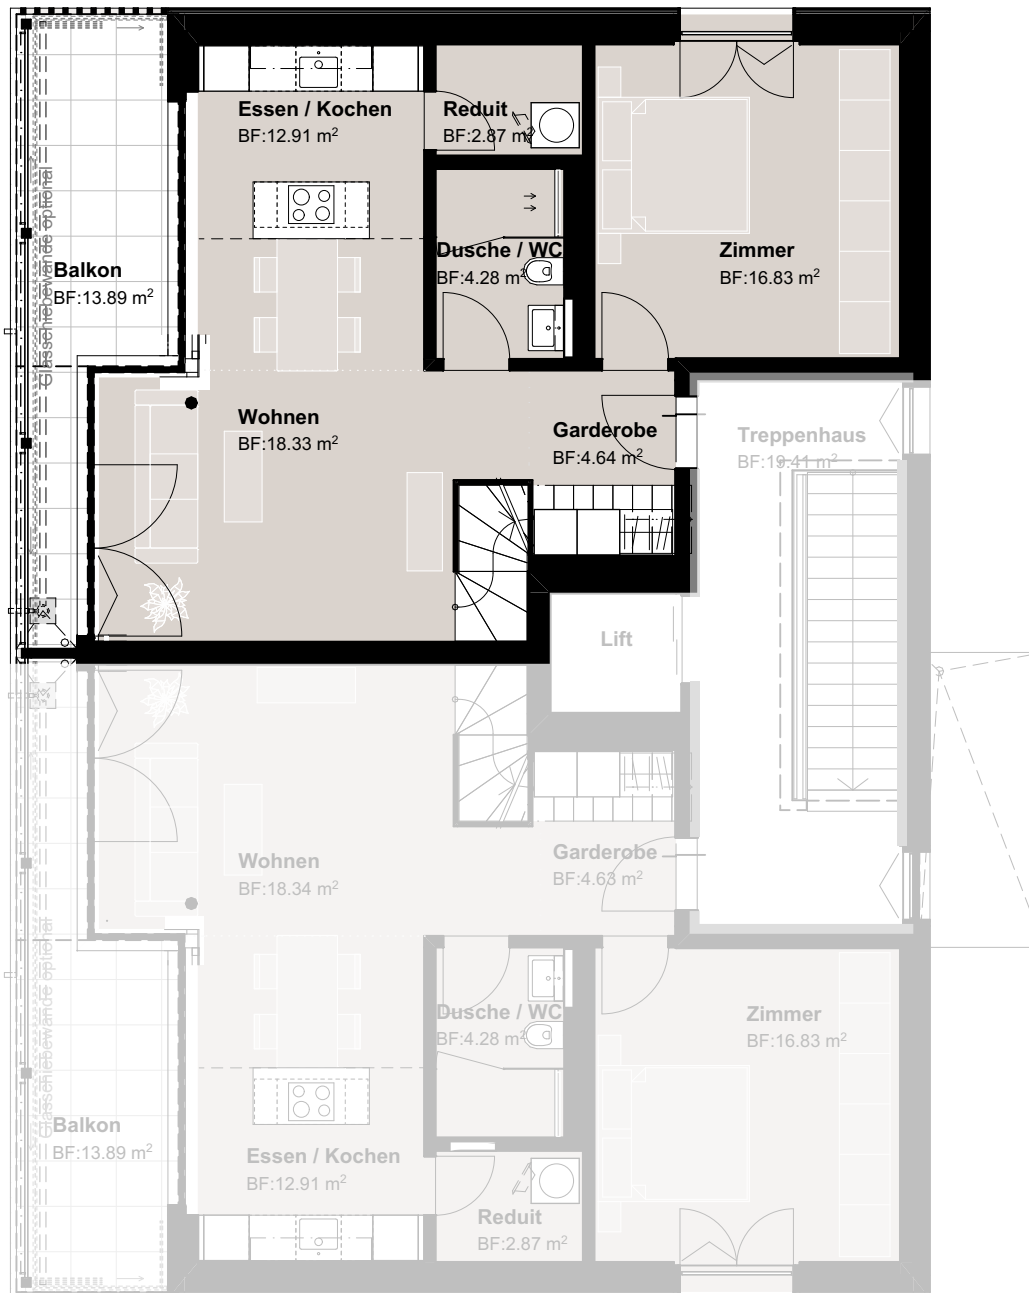 Essen / Kochen
BF:12.91 m²
Reduit
BF:2.87 m²
Glasschiebewände optional
Balkon
BF:13.89 m²
Dusche / WC
BF:4.28 m²
Zimmer
BF:16.83 m²
Wohnen
BF:18.33 m²
Garderobe
BF:4.64 m²
Treppenhaus
BF:19.41 m²
Lift
Wohnen
BF:18.34 m²
Garderobe
BF:4.63 m²
Glasschiebewände optional
Dusche / WC
BF:4.28 m²
Zimmer
BF:16.83 m²
Balkon
BF:13.89 m²
Essen / Kochen
BF:12.91 m²
Reduit
BF:2.87 m²